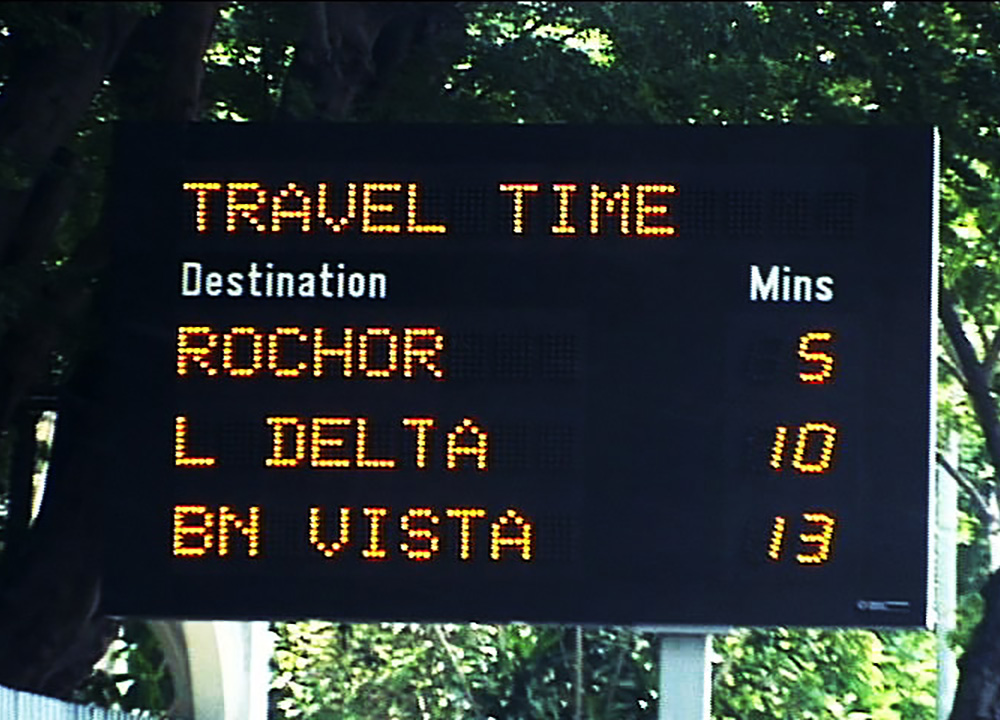 TRAVEL TIME
Destination Mins
ROCHOR 5
L DELTA 10
BN VISTA 13